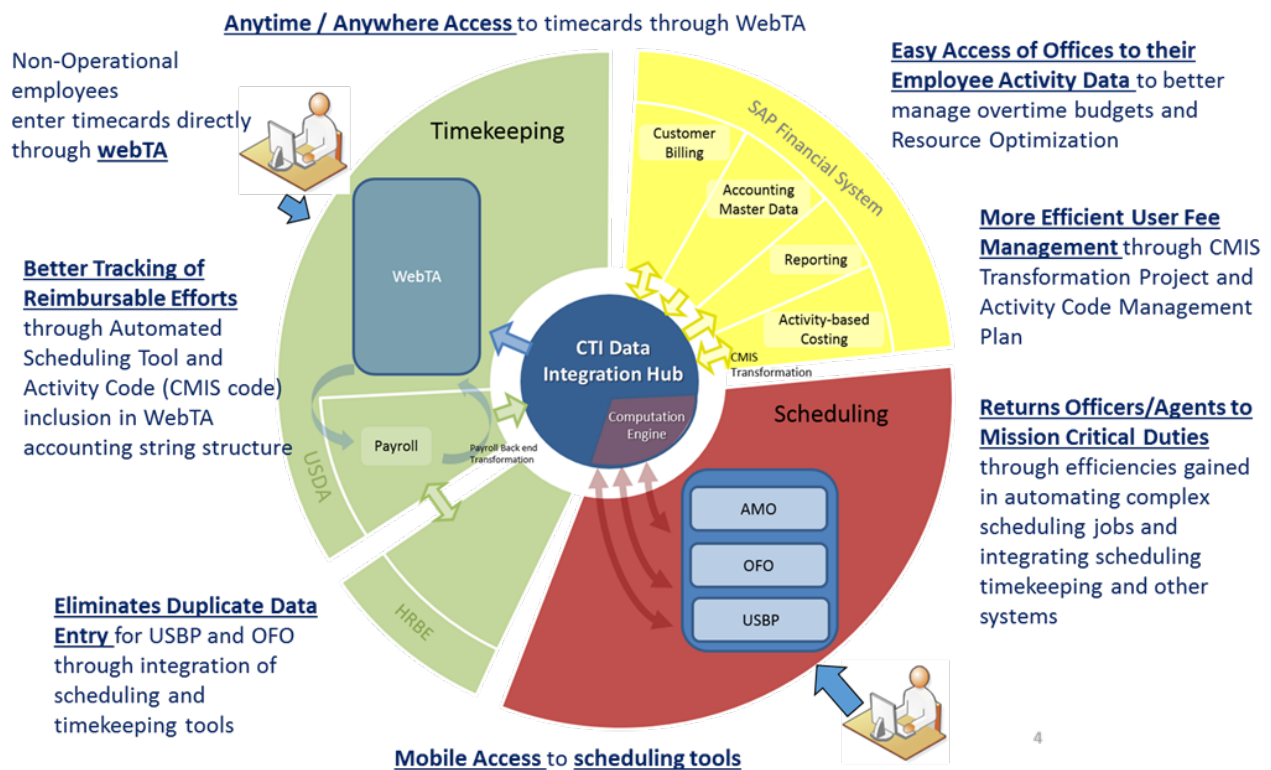 Anytime / Anywhere Access to timecards through WebTA
Non-Operational
employees
enter timecards directly
through webTA
Easy Access of Offices to their
Employee Activity Data to better
manage overtime budgets and
Resource Optimization
Better Tracking of
Reimbursable Efforts
through Automated
Scheduling Tool and
Activity Code (CMIS code)
inclusion in WebTA
accounting string structure
More Efficient User Fee
Management through CMIS
Transformation Project and
Activity Code Management
Plan
Returns Officers/Agents to
Mission Critical Duties
through efficiencies gained
in automating complex
scheduling jobs and
integrating scheduling
timekeeping and other
systems
Eliminates Duplicate Data
Entry for USBP and OFO
through integration of
scheduling and
timekeeping tools
Timekeeping
WebTA
Payroll
USDA
HRBE
Payroll Back end
Transformation
SAP Financial System
Customer
Billing
Accounting
Master Data
Reporting
Activity-based
Costing
CMIS
Transformation
CTI Data
Integration Hub
Computation
Engine
Scheduling
AMO
OFO
USBP
Mobile Access to scheduling tools
4